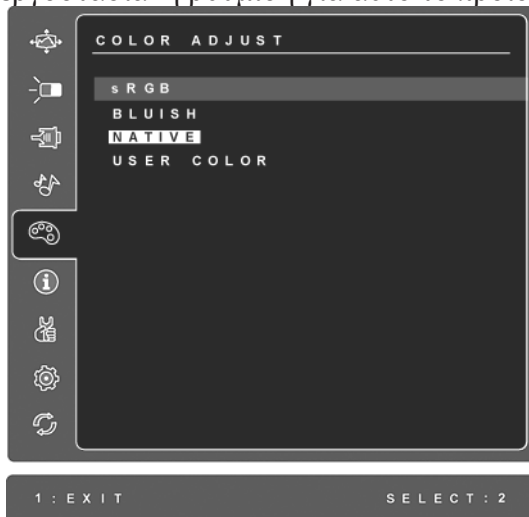 COLOR ADJUST
sRGB
BLUISH
NATIVE
USER COLOR
1:EXIT SELECT:2